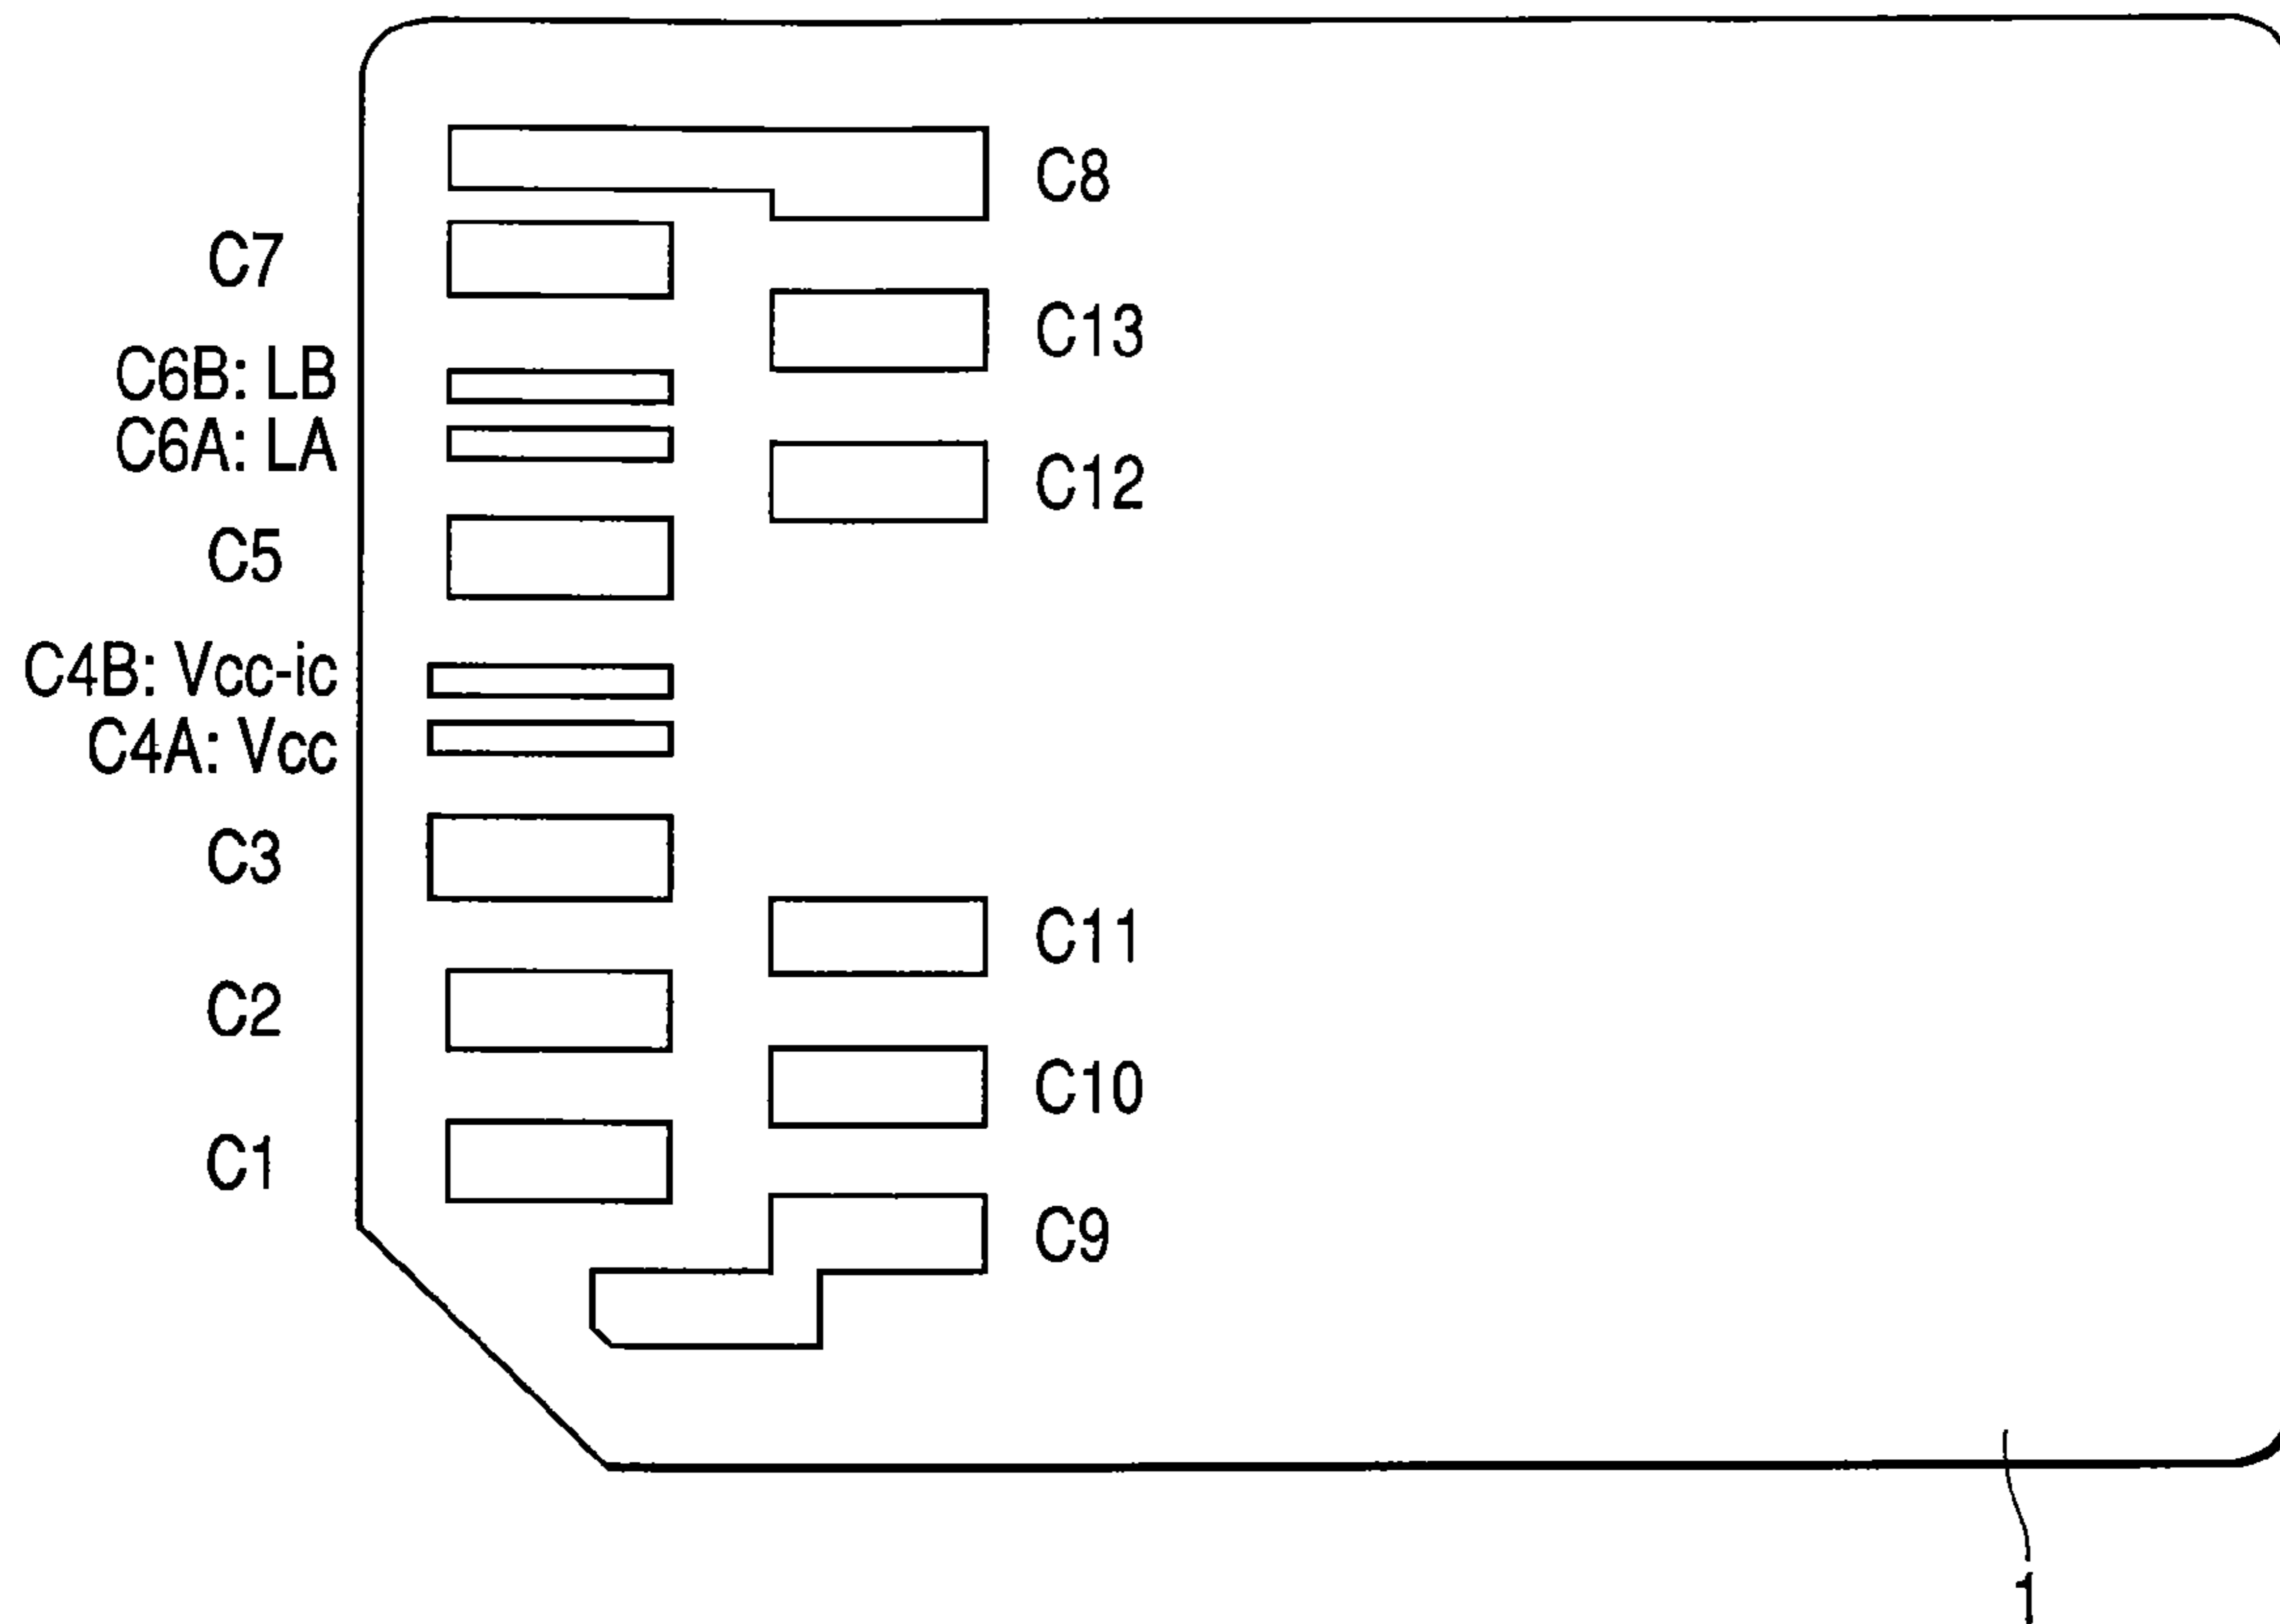 C8
C7
C13
C6B: LB
C6A: LA
C12
C5
C4B: Vcc-ic
C4A: Vcc
C3
C11
C2
C10
C1
C9
1